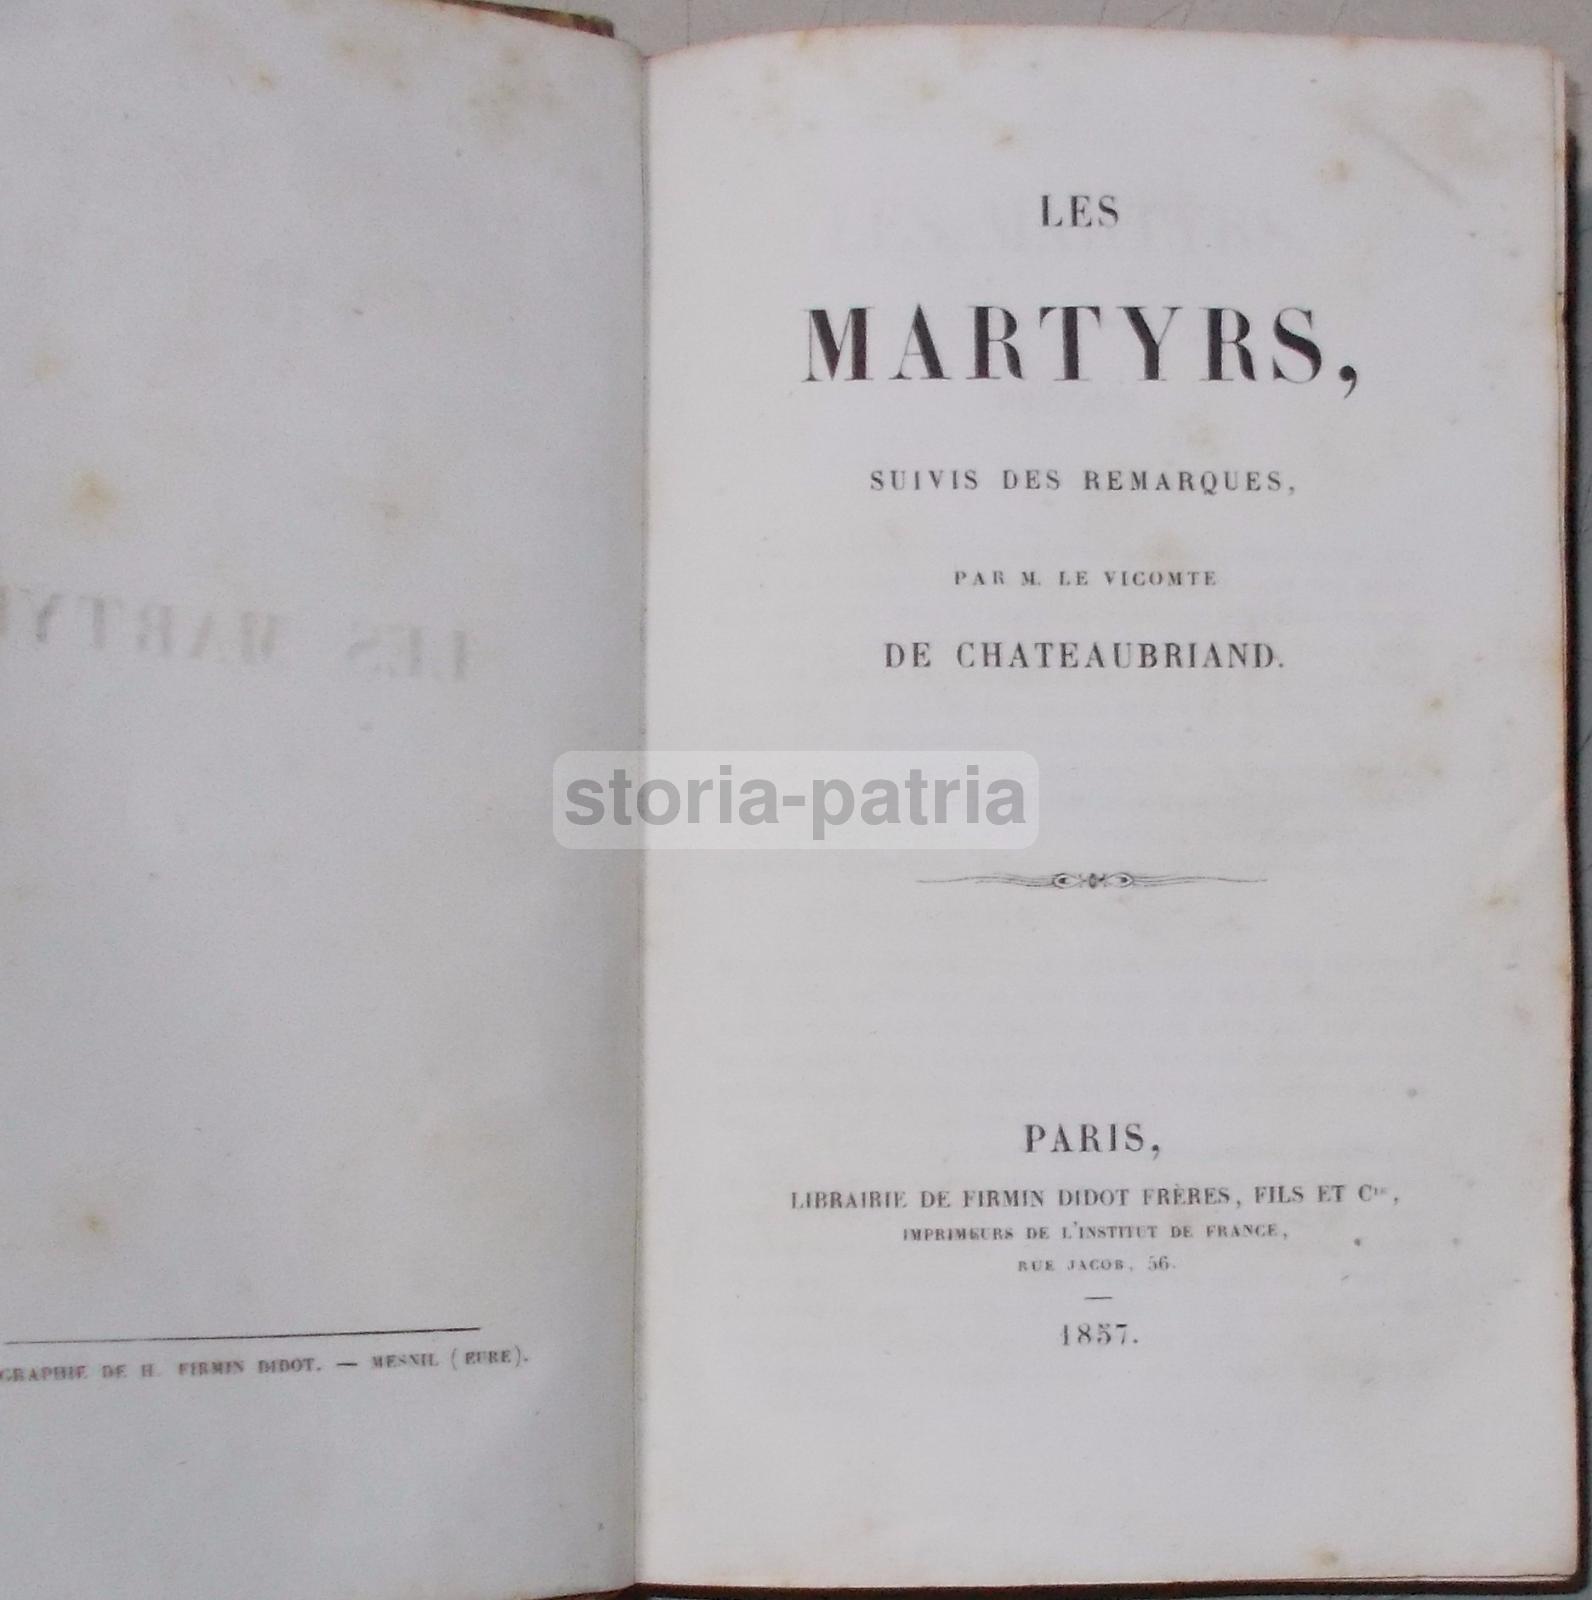 GRAPHIE DE H. FIRMIN DIDOT. — MESNIL (EURE).
LES
MARTYRS,
SUIVIS DES REMARQUES,
PAR M. LE VICOMTE
DE CHATEAUBRIAND.
storia-patria
PARIS,
LIBRAIRIE DE FIRMIN DIDOT FRÈRES, FILS ET Cie,
IMPRIMEURS DE L'INSTITUT DE FRANCE,
RUE JACOB, 56.
1857.